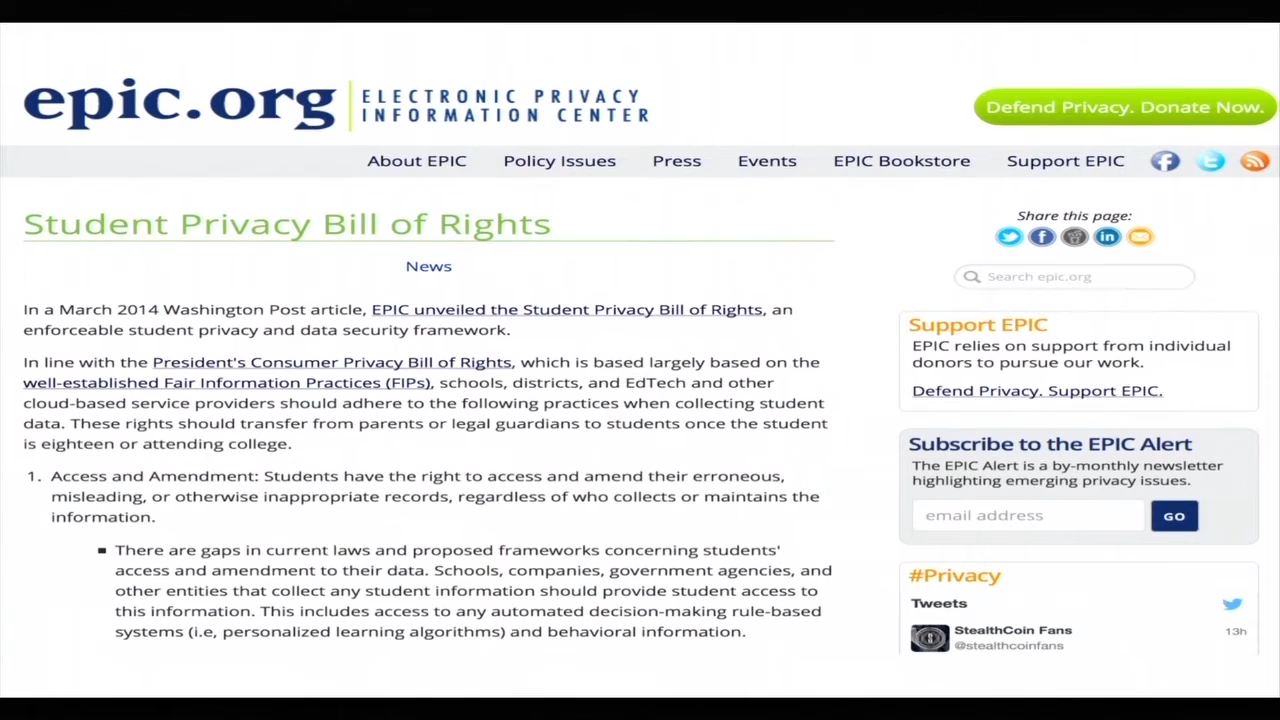 epic.org
ELECTRONIC PRIVACY
INFORMATION CENTER
Defend Privacy. Donate Now.
About EPIC Policy Issues Press Events EPIC Bookstore Support EPIC
Student Privacy Bill of Rights
News
In a March 2014 Washington Post article, EPIC unveiled the Student Privacy Bill of Rights, an
enforceable student privacy and data security framework.
In line with the President's Consumer Privacy Bill of Rights, which is based largely based on the
well-established Fair Information Practices (FIPs), schools, districts, and EdTech and other
cloud-based service providers should adhere to the following practices when collecting student
data. These rights should transfer from parents or legal guardians to students once the student
is eighteen or attending college.
1. Access and Amendment: Students have the right to access and amend their erroneous,
misleading, or otherwise inappropriate records, regardless of who collects or maintains the
information.
▪ There are gaps in current laws and proposed frameworks concerning students'
access and amendment to their data. Schools, companies, government agencies, and
other entities that collect any student information should provide student access to
this information. This includes access to any automated decision-making rule-based
systems (i.e, personalized learning algorithms) and behavioral information.
Share this page:
Search epic.org
Support EPIC
EPIC relies on support from individual
donors to pursue our work.
Defend Privacy. Support EPIC.
Subscribe to the EPIC Alert
The EPIC Alert is a by-monthly newsletter
highlighting emerging privacy issues.
email address GO
#Privacy
Tweets
StealthCoin Fans 13h
@stealthcoinfans